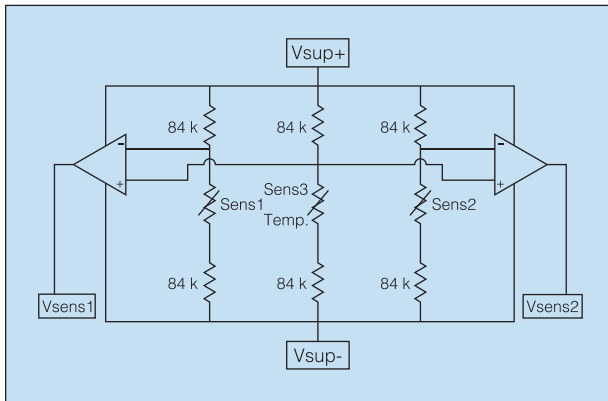 Vsup+
84 k 84 k 84 k
- -
+ +
Sens1 Sens3 Temp. Sens2
84 k 84 k 84 k
Vsens1 Vsens2
Vsup-